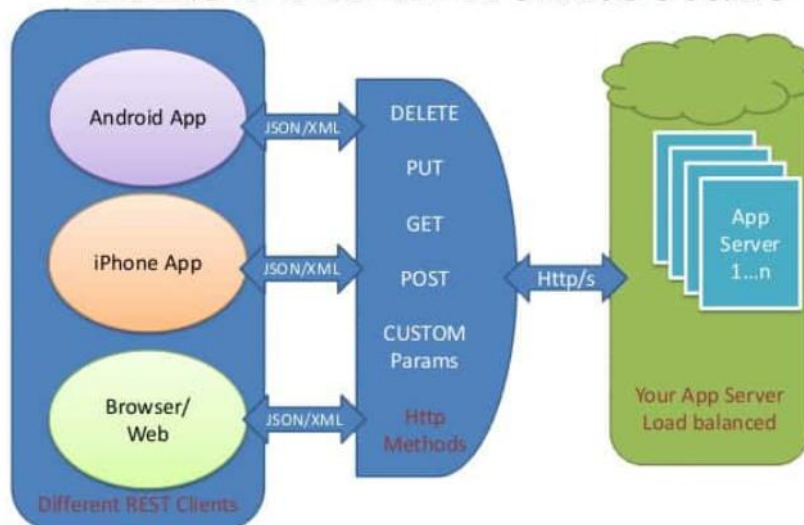 Android App
iPhone App
Browser/
Web
Different REST Clients
JSON/XML
JSON/XML
JSON/XML
DELETE
PUT
GET
POST
CUSTOM
Params
Http
Methods
Http/s
App
Server
1...n
Your App Server
Load balanced